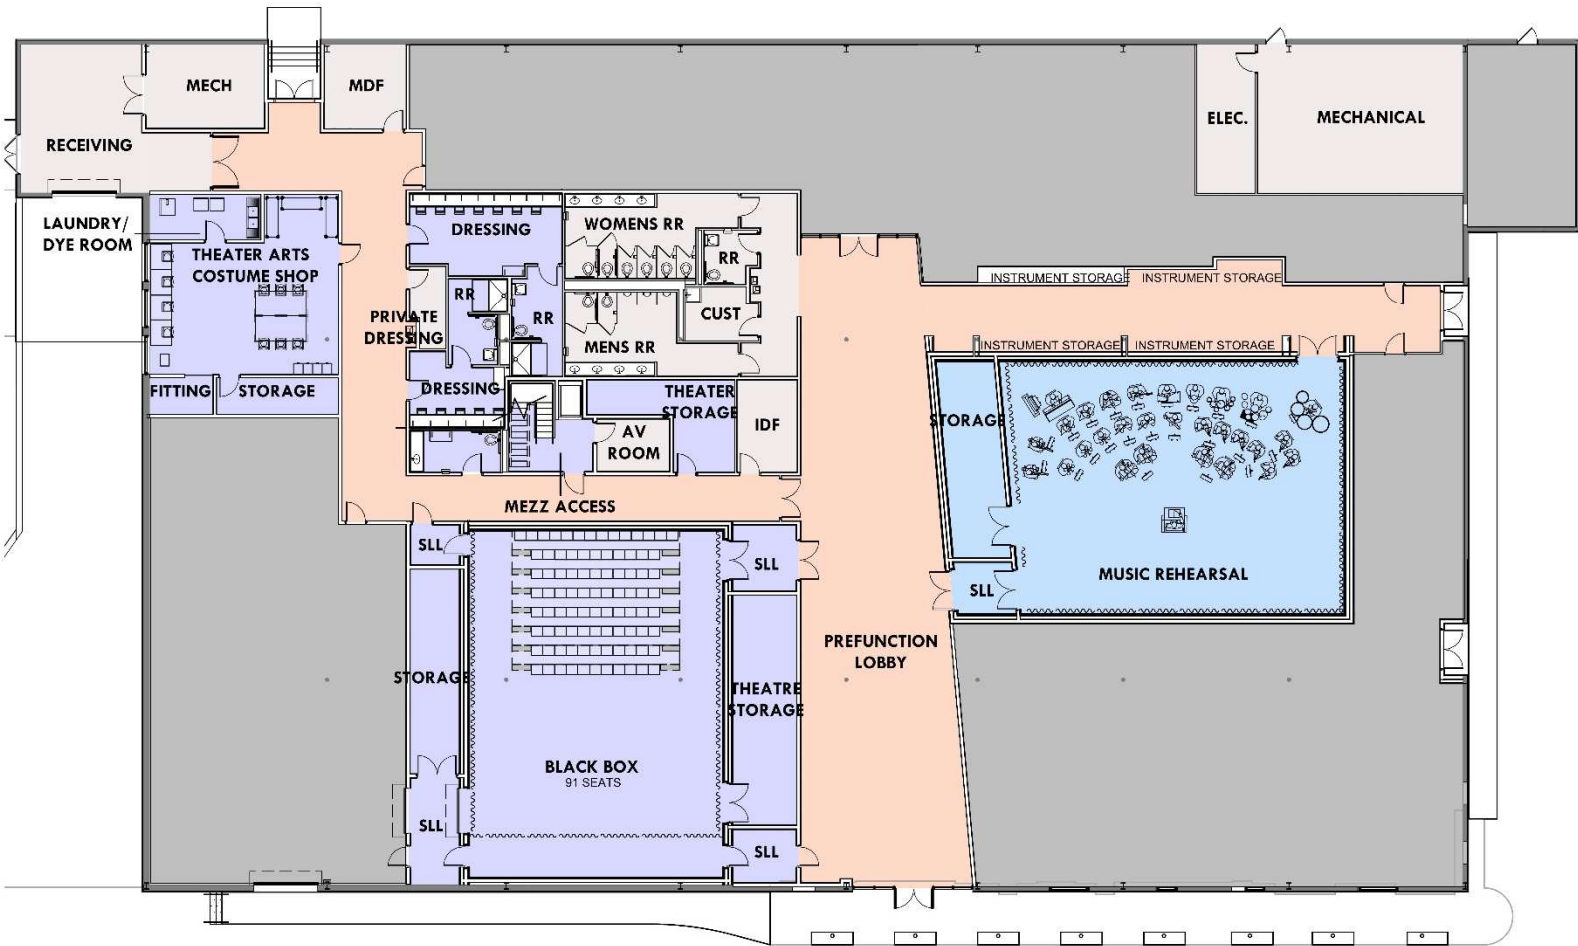 MECH
MDF
RECEIVING
ELEC.
MECHANICAL
LAUNDRY/
DYE ROOM
THEATER ARTS
COSTUME SHOP
DRESSING
WOMENS RR
RR
INSTRUMENT STORAGE
INSTRUMENT STORAGE
RR
RR
CUST
PRIVATE
DRESSING
MENS RR
INSTRUMENT STORAGE
INSTRUMENT STORAGE
FITTING
STORAGE
DRESSING
THEATER
STORAGE
STORAGE
IDF
AV
ROOM
MEZZ ACCESS
SLL
SLL
MUSIC REHEARSAL
SLL
PREFUNCTION
LOBBY
STORAGE
THEATRE
STORAGE
BLACK BOX
91 SEATS
SLL
SLL